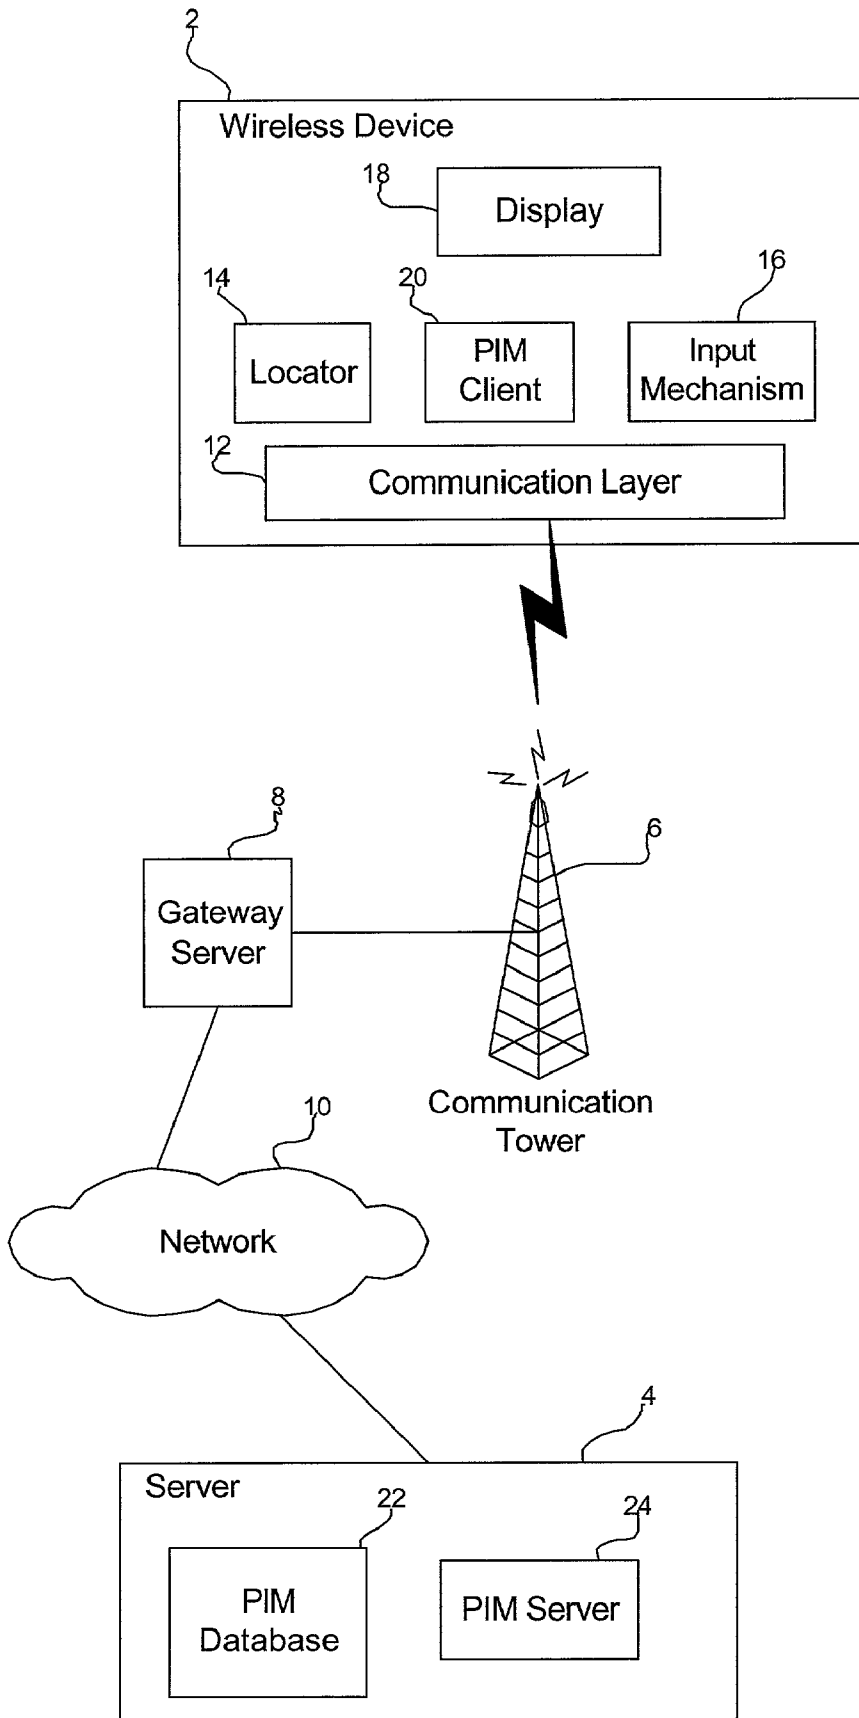 2
Wireless Device
18
Display
14
20
16
Locator
PIM
Client
Input
Mechanism
12
Communication Layer
8
6
Gateway
Server
Communication
Tower
10
Network
4
Server
22
24
PIM
Database
PIM Server